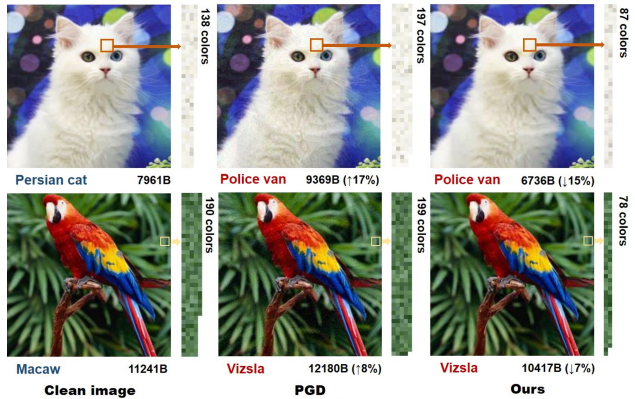 138 colors
197 colors
87 colors
Persian cat 7961B
Police van 9369B (↑17%)
Police van 6736B (↓15%)
190 colors
199 colors
78 colors
Macaw 11241B
Vizsla 12180B (↑8%)
Vizsla 10417B (↓7%)
Clean image
PGD
Ours